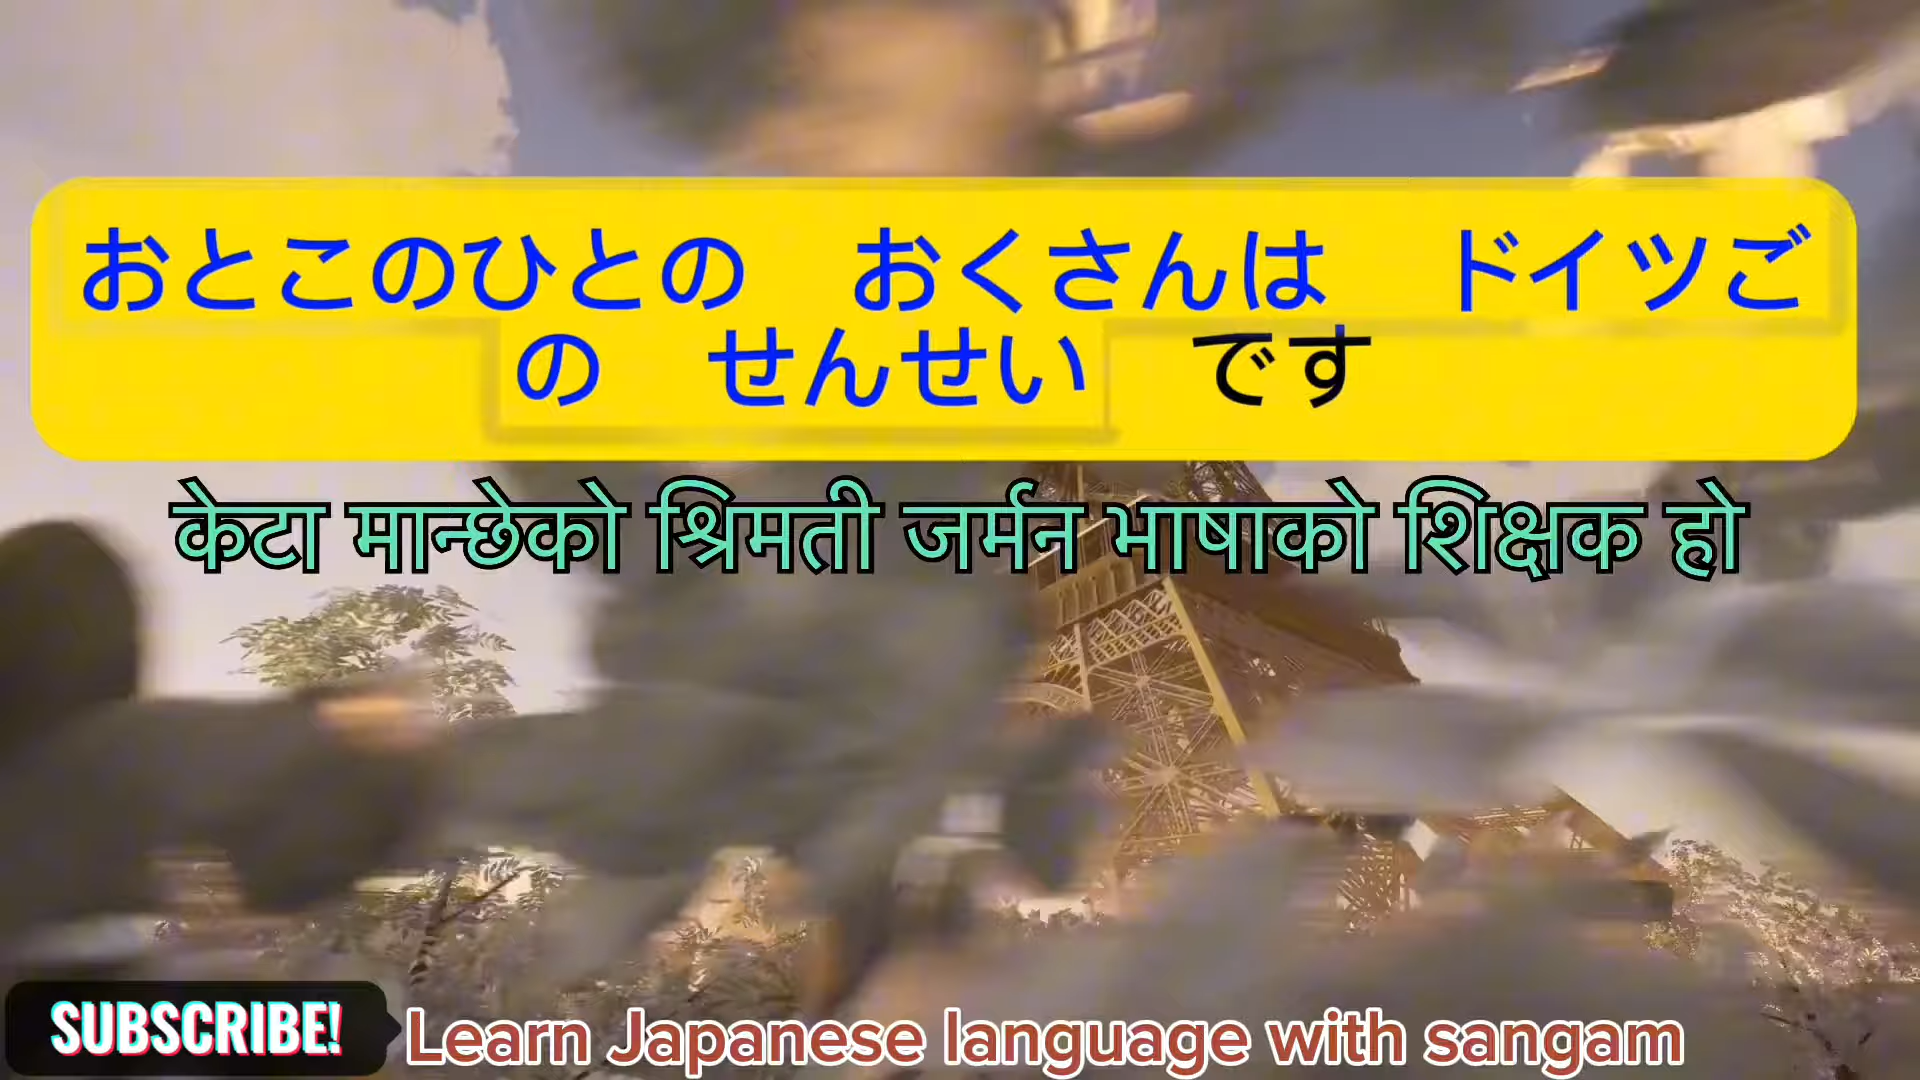 おとこのひとの　おくさんは　ドイツご
の　せんせい　です
केटा मान्छेको श्रिमती जर्मन भाषाको शिक्षक हो
SUBSCRIBE!
Learn Japanese language with sangam